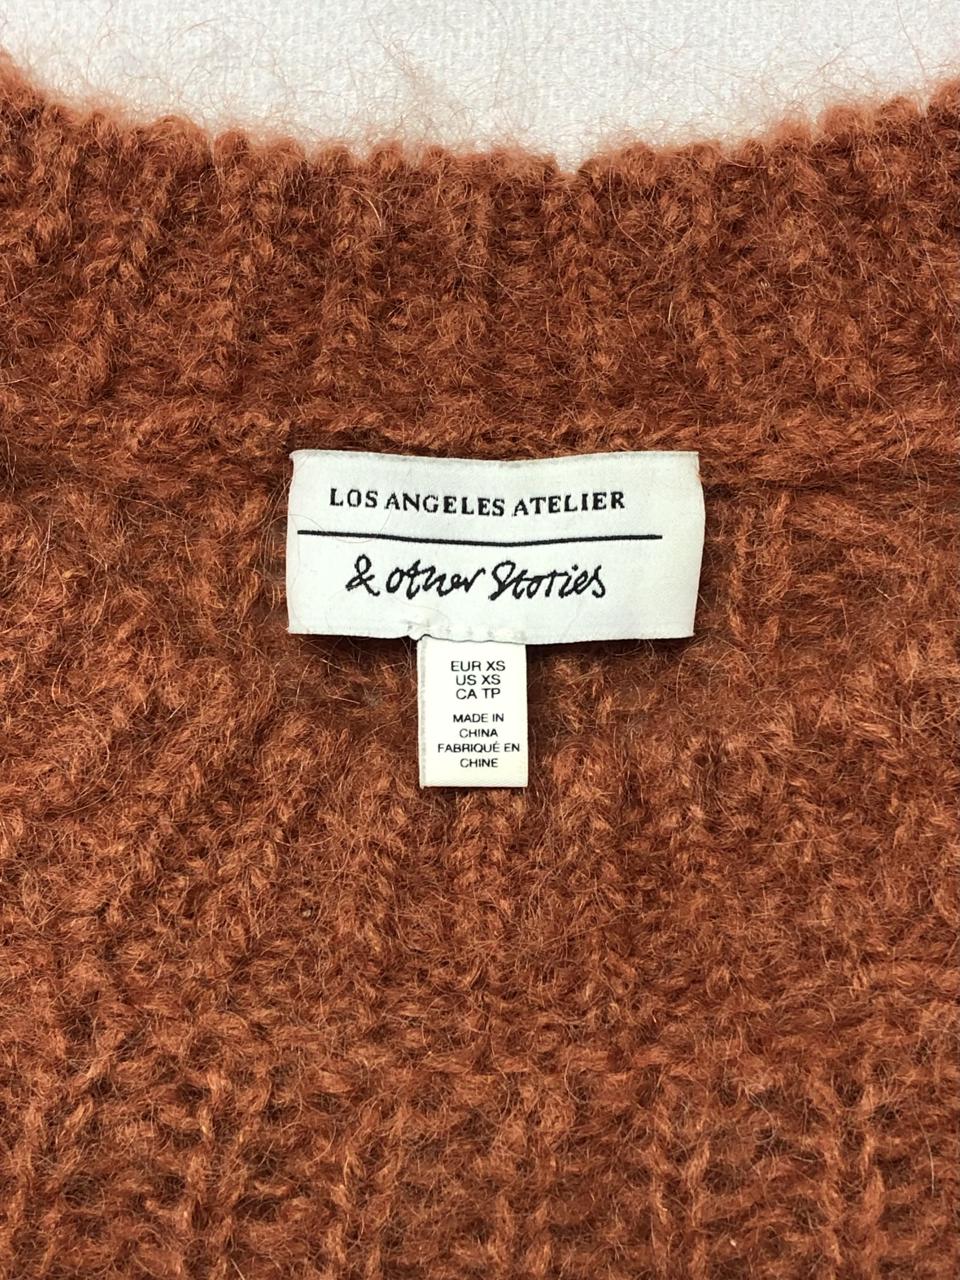 LOS ANGELES ATELIER
& other Stories
EUR XS
US XS
CA TP
MADE IN
CHINA
FABRIQUÉ EN
CHINE